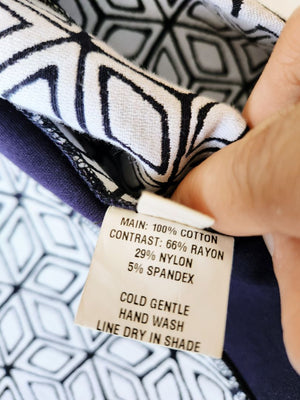 MAIN: 100% COTTON
CONTRAST: 66% RAYON
29% NYLON
5% SPANDEX
COLD GENTLE
HAND WASH
LINE DRY IN SHADE